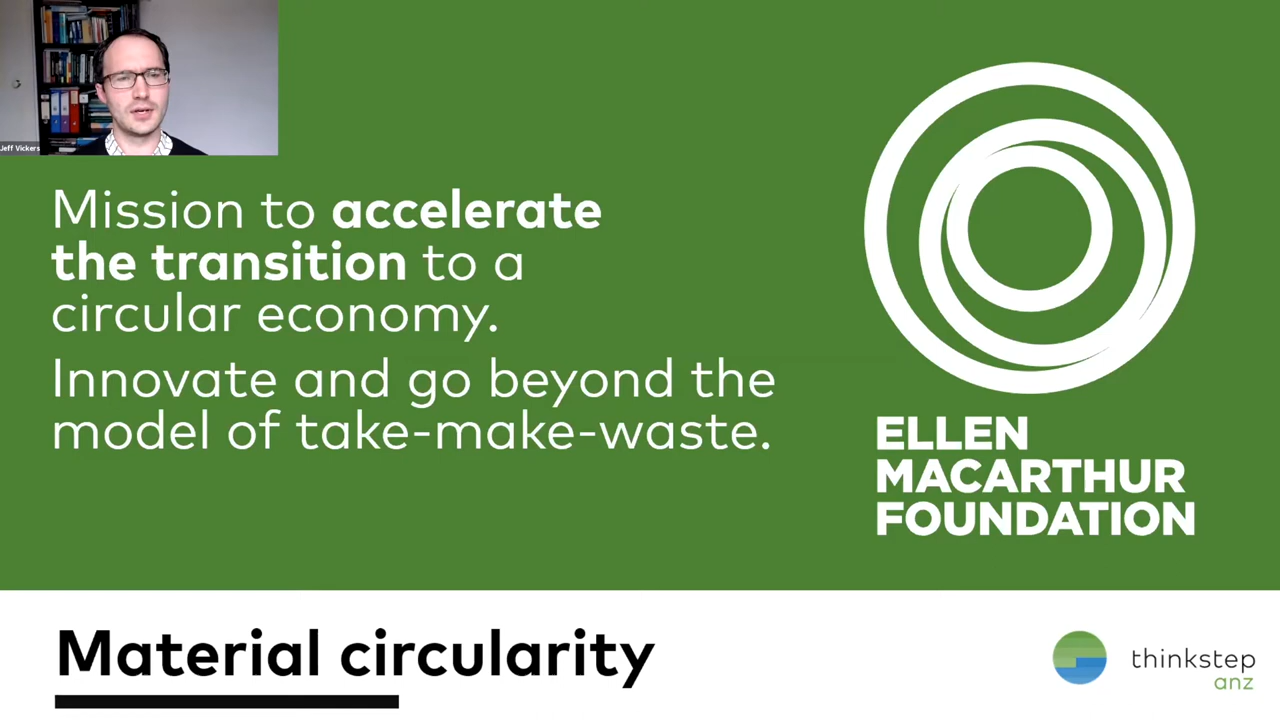 Jeff Vickers
Mission to accelerate
the transition to a
circular economy.
Innovate and go beyond the
model of take-make-waste.
ELLEN
MACARTHUR
FOUNDATION
Material circularity
thinkstep
anz